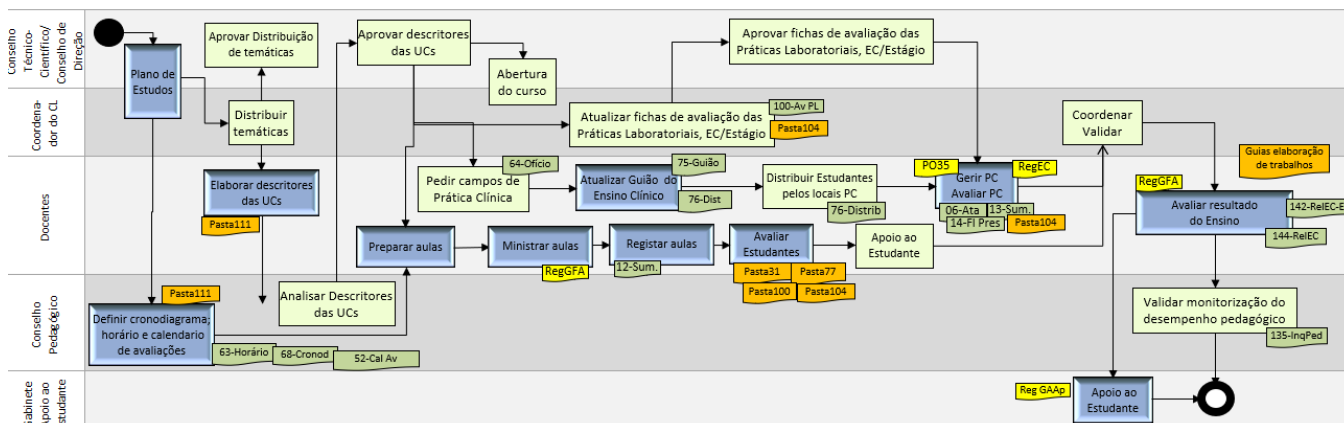 Conselho
Técnico-
Científico/
Conselho de
Direção
Plano de
Estudos
Aprovar Distribuição
de temáticas
Aprovar descritores
das UCs
Abertura
do curso
Aprovar fichas de avaliação das
Práticas Laboratoriais, EC/Estágio
Coordena-
dor do CL
Distribuir
temáticas
Atualizar fichas de avaliação das
Práticas Laboratoriais, EC/Estágio
100-Av PL
Pasta104
Coordenar
Validar
Docentes
Elaborar descritores
das UCs
Pasta111
Pedir campos de
Prática Clínica
64-Ofício
Atualizar Guião do
Ensino Clínico
75-Guião
76-Dist
Distribuir Estudantes
pelos locais PC
76-Distrib
PO35
RegEC
Gerir PC
Avaliar PC
06-Ata
13-Sum.
14-Fl Pres
Pasta104
Guias elaboração
de trabalhos
RegGFA
Avaliar resultado
do Ensino
142-RelEC-E
144-RelEC
Preparar aulas
Ministrar aulas
RegGFA
Registar aulas
12-Sum.
Avaliar
Estudantes
Pasta31
Pasta77
Pasta100
Pasta104
Apoio ao
Estudante
Conselho
Pedagógico
Pasta111
Definir cronodiagrama;
horário e calendario
de avaliações
63-Horário
68-Cronod
52-Cal Av
Analisar Descritores
das UCs
Validar monitorização do
desempenho pedagógico
135-InqPed
Gabinete
Apoio ao
Estudante
Reg GAAp
Apoio ao
Estudante